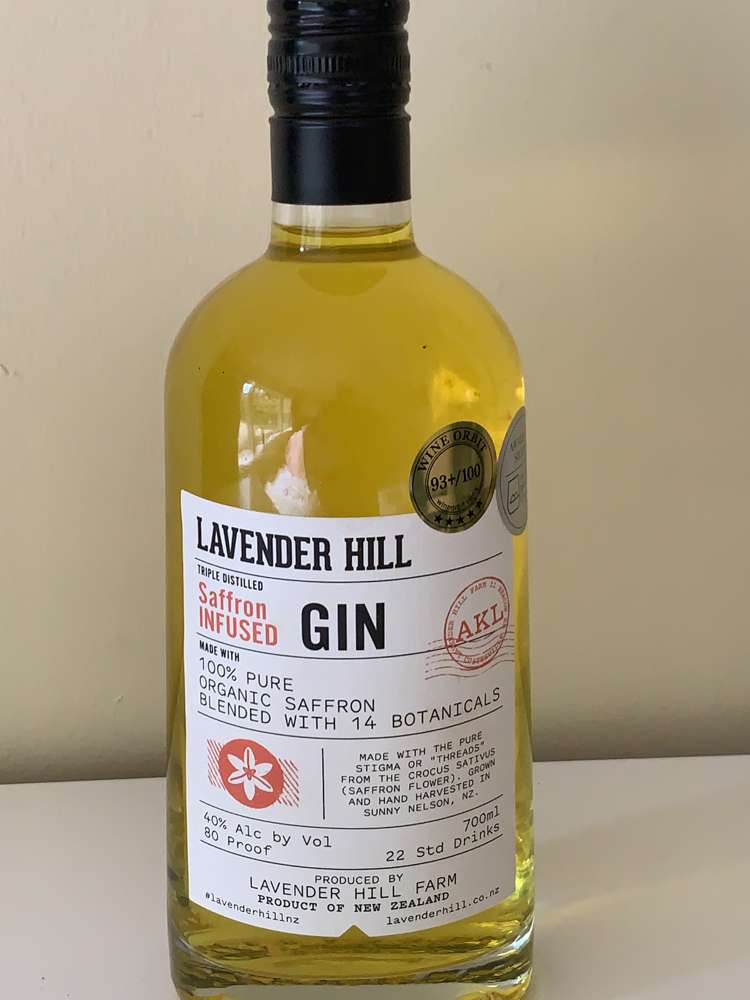 WINE ORBIT
93+/100
LAVENDER HILL
TRIPLE DISTILLED
Saffron
INFUSED
GIN
HILL FARM
AKL
MADE WITH
100% PURE
ORGANIC SAFFRON
BLENDED WITH 14 BOTANICALS
MADE WITH THE PURE
STIGMA OR "THREADS"
FROM THE CROCUS SATIVUS
(SAFFRON FLOWER). GROWN
AND HAND HARVESTED IN
SUNNY NELSON, NZ.
40% Alc by Vol
80 Proof
700ml
22 Std Drinks
PRODUCED BY
LAVENDER HILL FARM
PRODUCT OF NEW ZEALAND
#lavenderhillnz
lavenderhill.co.nz